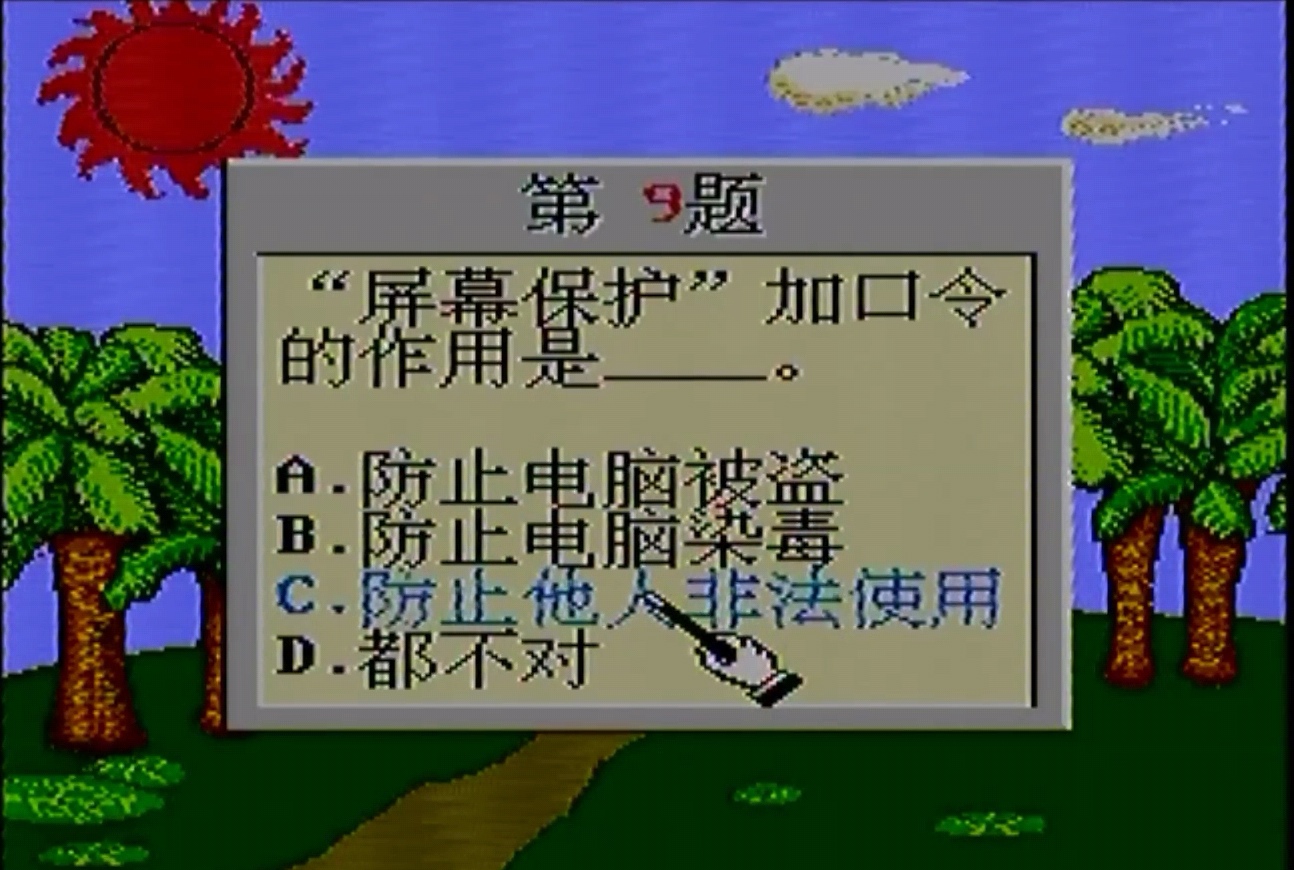 第 9题
“屏幕保护”加口令
的作用是____。
A.防止电脑被盗
B.防止电脑染毒
C.防止他人非法使用
D.都不对